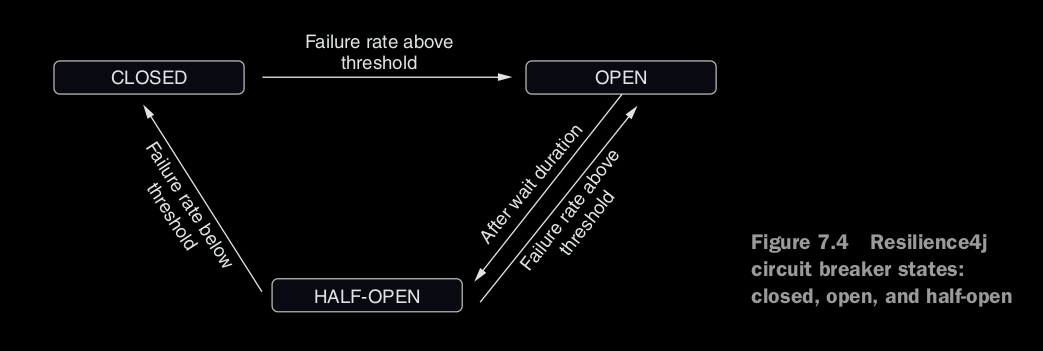 Failure rate above
threshold
CLOSED
OPEN
After wait duration
Failure rate above
threshold
Failure rate below
threshold
HALF-OPEN
Figure 7.4 Resilience4j
circuit breaker states:
closed, open, and half-open